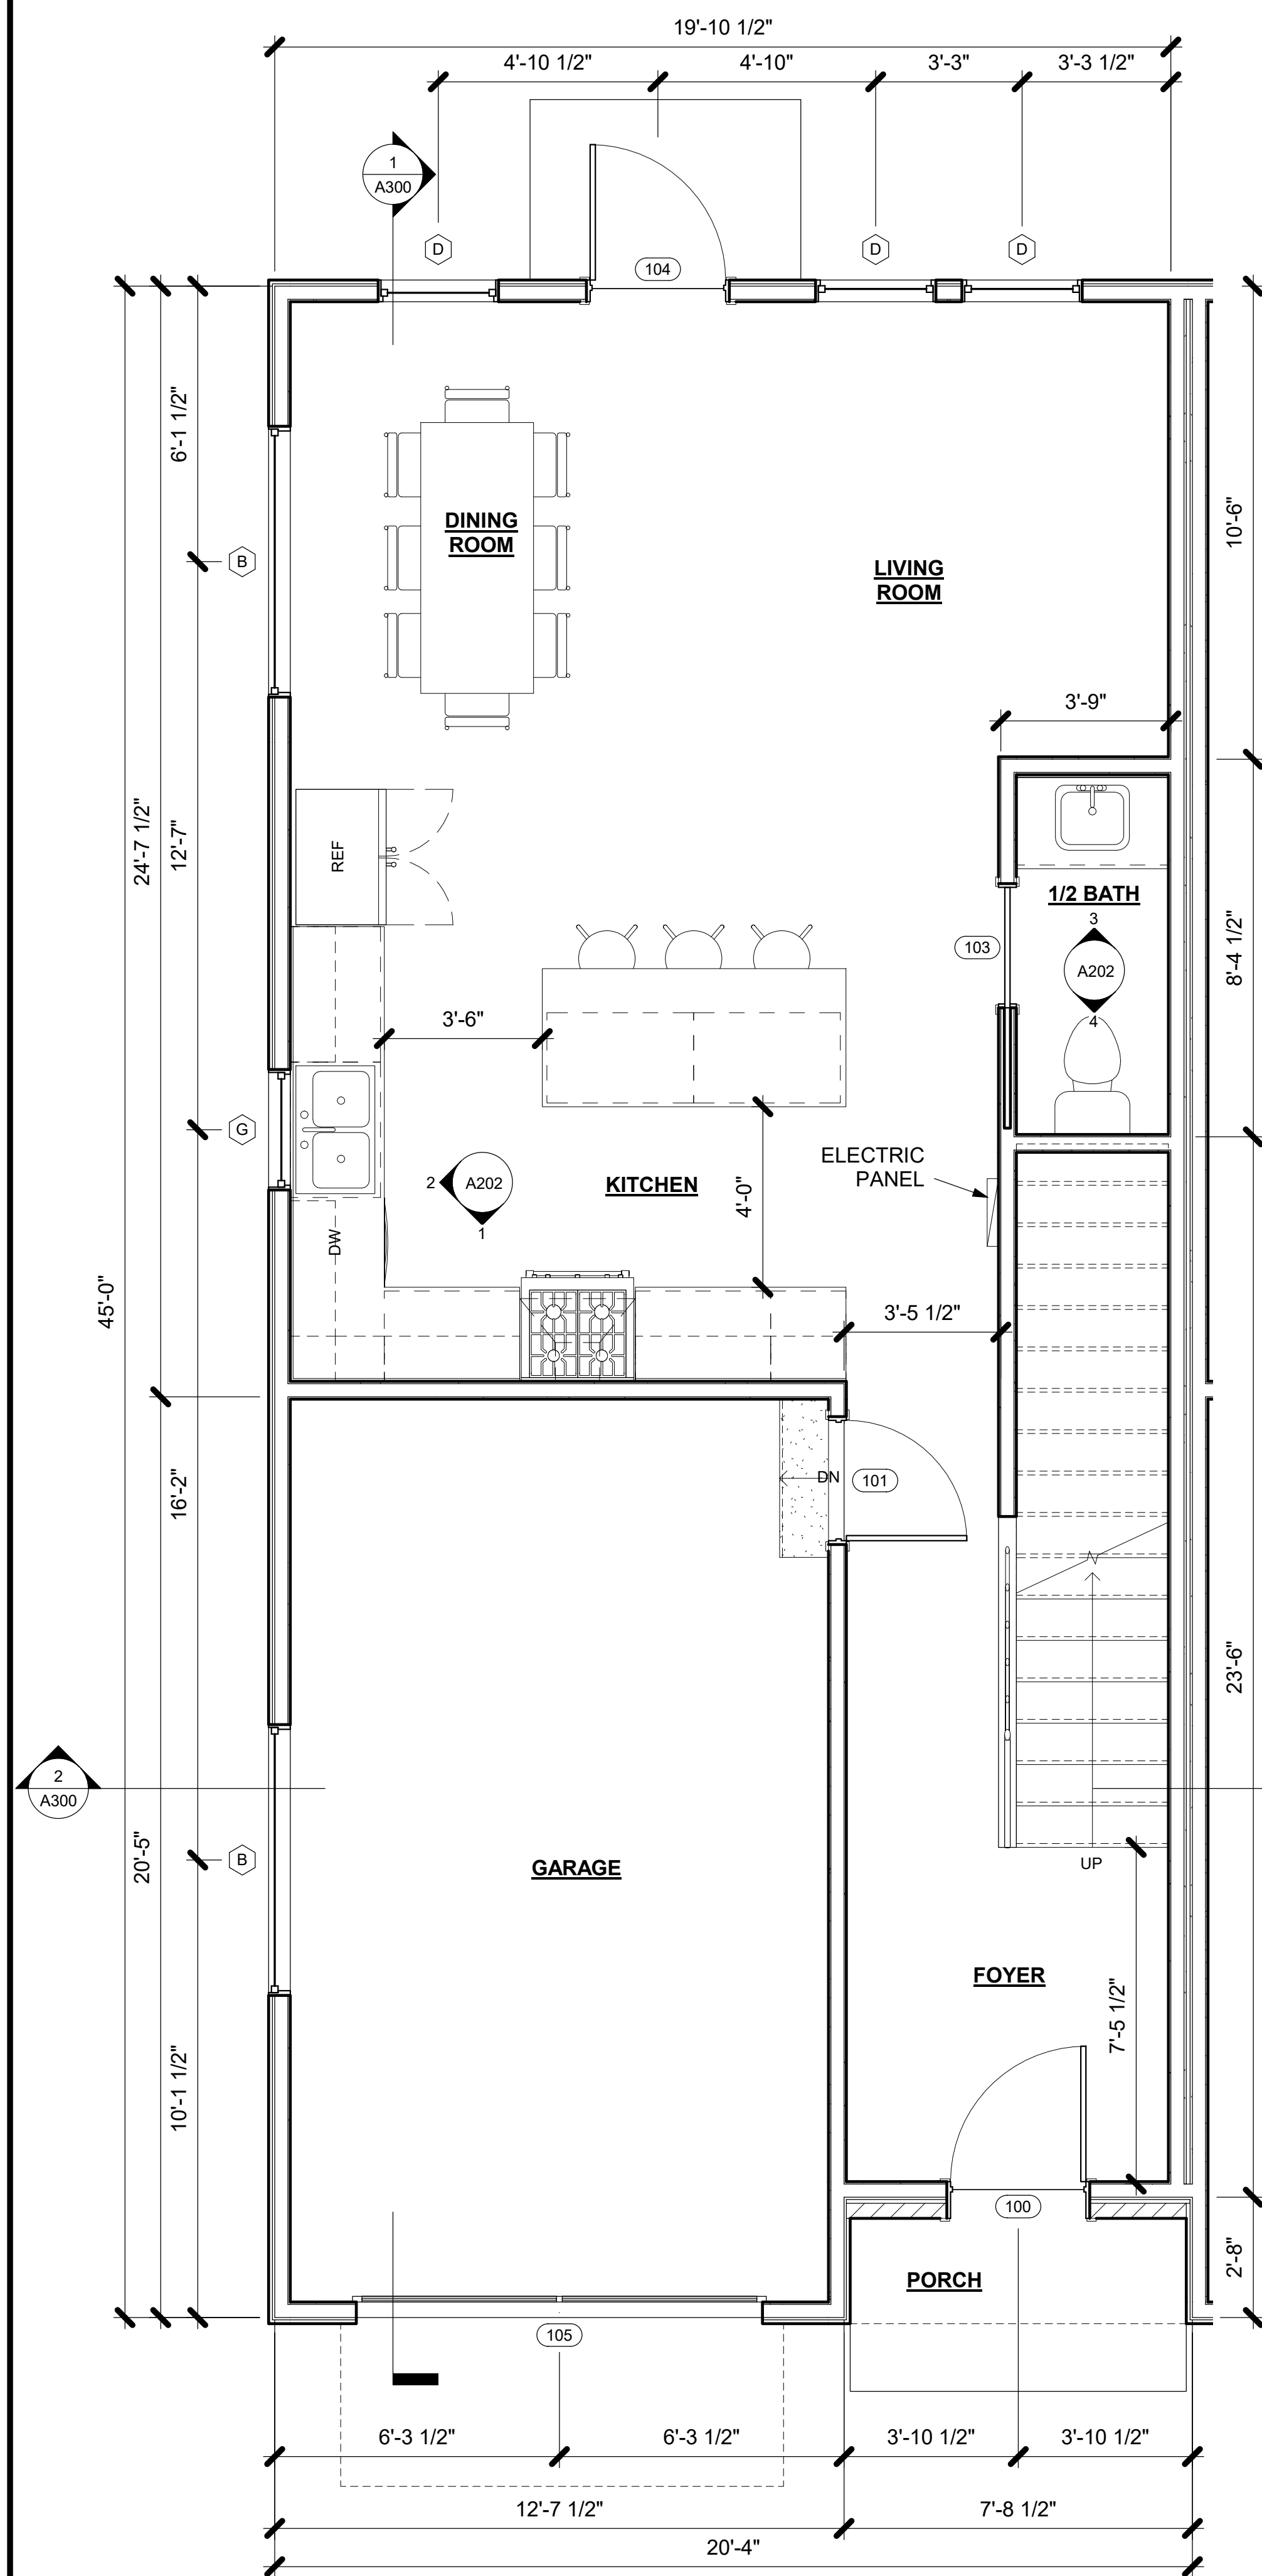 19'-10 1/2"
4'-10 1/2"
4'-10"
3'-3"
3'-3 1/2"
1
A300
D
D
D
104
6'-1 1/2"
10'-6"
DINING
ROOM
B
LIVING
ROOM
3'-9"
24'-7 1/2"
12'-7"
REF
1/2 BATH
3
103
A202
4
8'-4 1/2"
3'-6"
G
ELECTRIC
PANEL
2
A202
1
KITCHEN
4'-0"
DW
45'-0"
3'-5 1/2"
16'-2"
DN
101
23'-6"
2
A300
20'-5"
B
GARAGE
UP
FOYER
7'-5 1/2"
10'-1 1/2"
100
2'-8"
PORCH
105
6'-3 1/2"
6'-3 1/2"
3'-10 1/2"
3'-10 1/2"
12'-7 1/2"
7'-8 1/2"
20'-4"